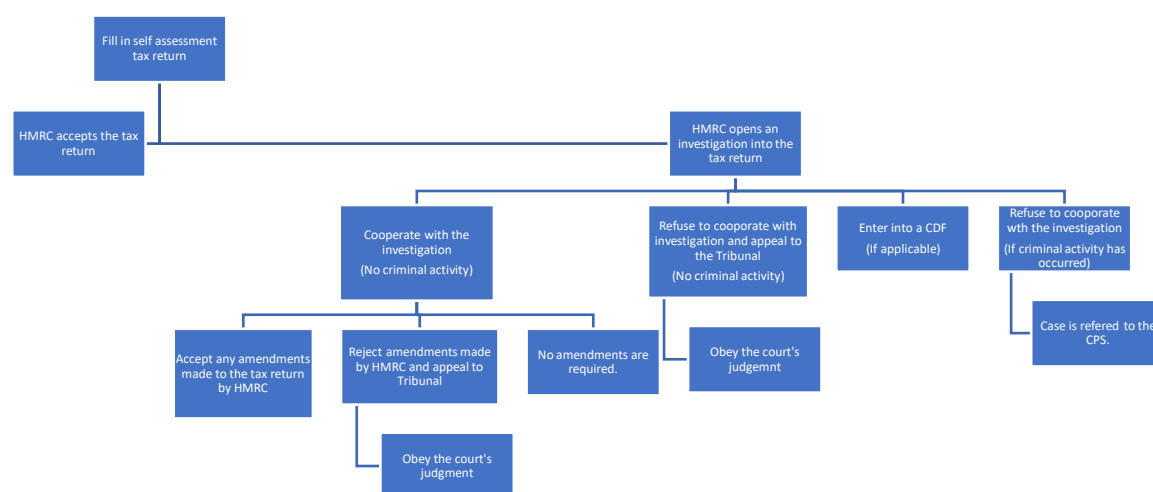 Fill in self assessment
tax return
HMRC accepts the tax
return
HMRC opens an
investigation into the
tax return
Cooperate with the
investigation
(No criminal activity)
Refuse to cooporate with
investigation and appeal to
the Tribunal
(No criminal activity)
Enter into a CDF
(If applicable)
Refuse to cooporate
wth the investigation
(If criminal activity has
occurred)
Accept any amendments
made to the tax return
by HMRC
Reject amendments made
by HMRC and appeal to
Tribunal
No amendments are
required.
Obey the court's
judgemnt
Case is refered to the
CPS.
Obey the court's
judgment